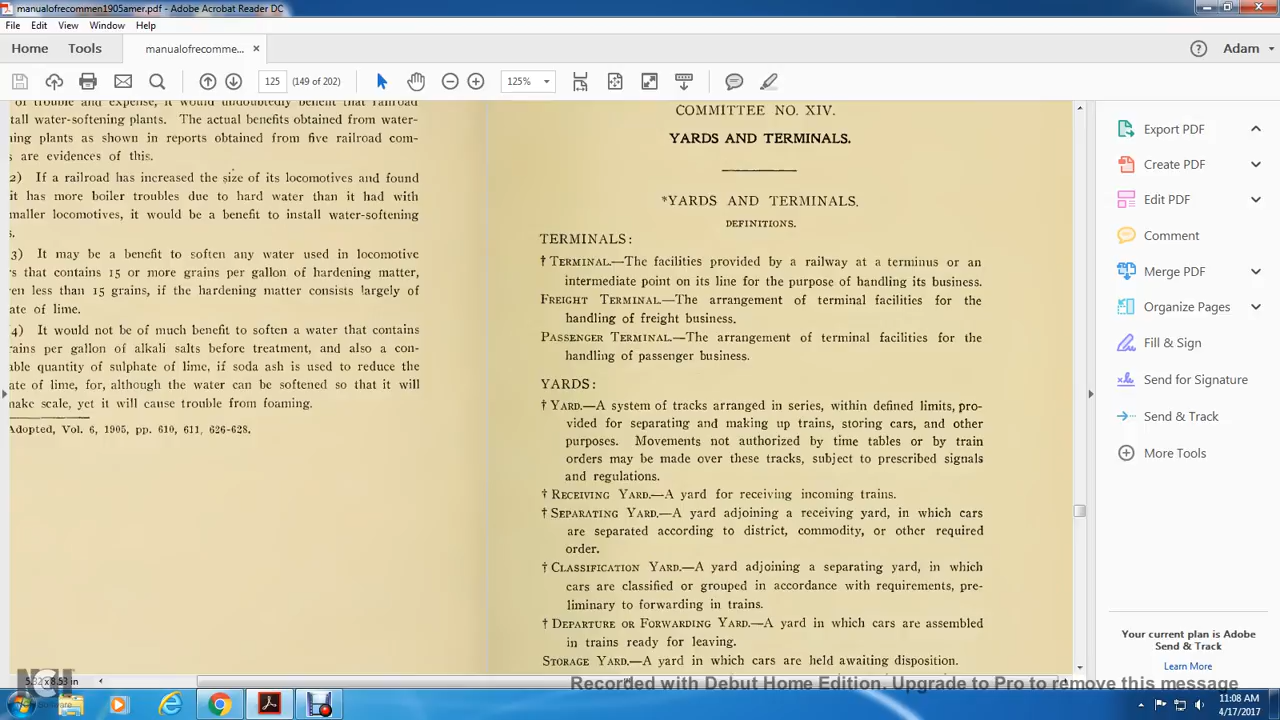 manualofrecommen1905amer.pdf - Adobe Acrobat Reader DC
File Edit View Window Help
Home Tools manualofrecomme... ×
? Adam
125 (149 of 202) 125%
of trouble and expense, it would undoubtedly benefit that railroad
tall water-softening plants. The actual benefits obtained from water-
ning plants as shown in reports obtained from five railroad com-
s are evidences of this.
2) If a railroad has increased the size of its locomotives and found
it has more boiler troubles due to hard water than it had with
maller locomotives, it would be a benefit to install water-softening
s.
3) It may be a benefit to soften any water used in locomotive
s that contains 15 or more grains per gallon of hardening matter,
en less than 15 grains, if the hardening matter consists largely of
ate of lime.
4) It would not be of much benefit to soften a water that contains
rains per gallon of alkali salts before treatment, and also a con-
able quantity of sulphate of lime, if soda ash is used to reduce the
ate of lime, for, although the water can be softened so that it will
make scale, yet it will cause trouble from foaming.
Adopted, Vol. 6, 1905, pp. 610, 611, 626-628.
COMMITTEE NO. XIV.
YARDS AND TERMINALS.
*YARDS AND TERMINALS.
DEFINITIONS.
TERMINALS:
† TERMINAL.—The facilities provided by a railway at a terminus or an
intermediate point on its line for the purpose of handling its business.
FREIGHT TERMINAL.—The arrangement of terminal facilities for the
handling of freight business.
PASSENGER TERMINAL.—The arrangement of terminal facilities for the
handling of passenger business.
YARDS:
† YARD.—A system of tracks arranged in series, within defined limits, pro-
vided for separating and making up trains, storing cars, and other
purposes. Movements not authorized by time tables or by train
orders may be made over these tracks, subject to prescribed signals
and regulations.
† RECEIVING YARD.—A yard for receiving incoming trains.
† SEPARATING YARD.—A yard adjoining a receiving yard, in which cars
are separated according to district, commodity, or other required
order.
† CLASSIFICATION YARD.—A yard adjoining a separating yard, in which
cars are classified or grouped in accordance with requirements, pre-
liminary to forwarding in trains.
† DEPARTURE OR FORWARDING YARD.—A yard in which cars are assembled
in trains ready for leaving.
STORAGE YARD.—A yard in which cars are held awaiting disposition.
Export PDF
Create PDF
Edit PDF
Comment
Merge PDF
Organize Pages
Fill & Sign
Send for Signature
Send & Track
More Tools
Your current plan is Adobe
Send & Track
Learn More
5.32 x 8.53 in
Recorded with Debut Home Edition. Upgrade to Pro to remove this message
11:08 AM
4/17/2017